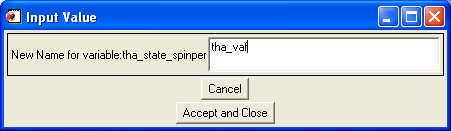 Input Value
New Name for variable:tha_state_spinper tha_vaf
Cancel
Accept and Close